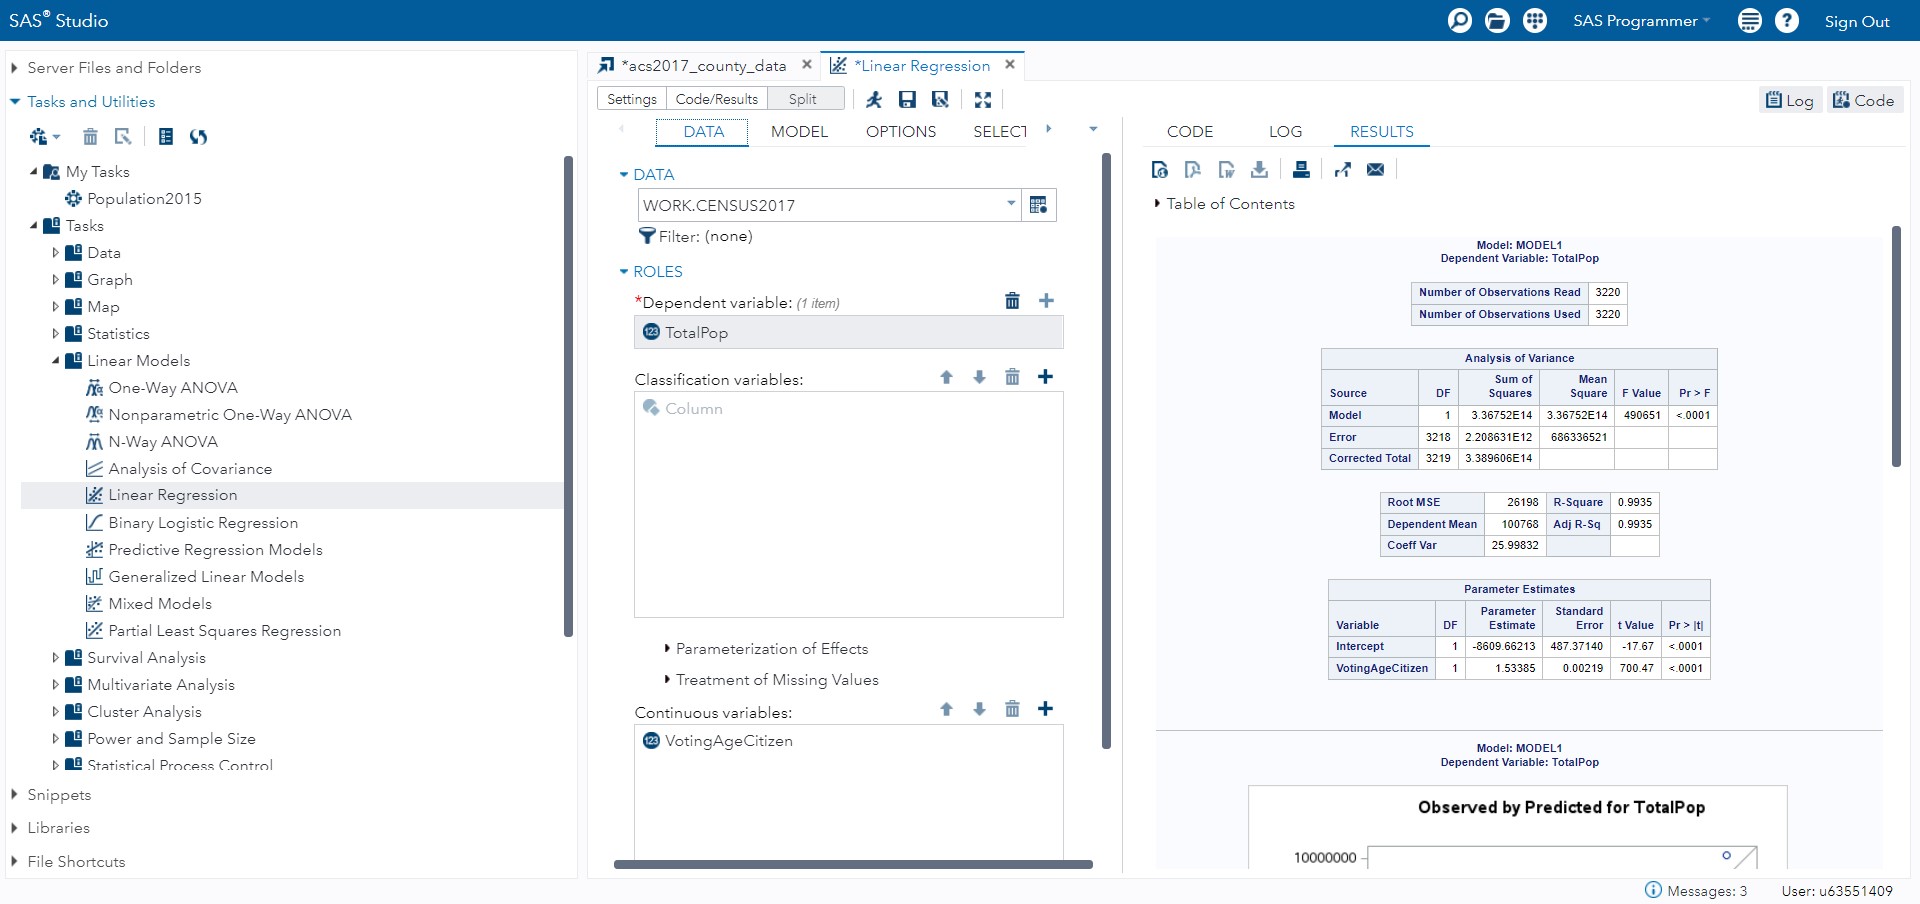 SAS® Studio
SAS Programmer
Sign Out
Server Files and Folders
Tasks and Utilities
My Tasks
Population2015
Tasks
Data
Graph
Map
Statistics
Linear Models
One-Way ANOVA
Nonparametric One-Way ANOVA
N-Way ANOVA
Analysis of Covariance
Linear Regression
Binary Logistic Regression
Predictive Regression Models
Generalized Linear Models
Mixed Models
Partial Least Squares Regression
Survival Analysis
Multivariate Analysis
Cluster Analysis
Power and Sample Size
Statistical Process Control
Snippets
Libraries
File Shortcuts
*acs2017_county_data
*Linear Regression
Settings Code/Results Split
Log Code
DATA MODEL OPTIONS SELECT
DATA
WORK.CENSUS2017
Filter: (none)
ROLES
*Dependent variable: (1 item)
123 TotalPop
Classification variables:
Column
Parameterization of Effects
Treatment of Missing Values
Continuous variables:
123 VotingAgeCitizen
CODE LOG RESULTS
Table of Contents
Model: MODEL1
Dependent Variable: TotalPop
Number of Observations Read 3220
Number of Observations Used 3220
Analysis of Variance
Source DF Sum of Squares Mean Square F Value Pr > F
Model 1 3.36752E14 3.36752E14 490651 <.0001
Error 3218 2.208631E12 686336521
Corrected Total 3219 3.389606E14
Root MSE 26198 R-Square 0.9935
Dependent Mean 100768 Adj R-Sq 0.9935
Coeff Var 25.99832
Parameter Estimates
Variable DF Parameter Estimate Standard Error t Value Pr > |t|
Intercept 1 -8609.66213 487.37140 -17.67 <.0001
VotingAgeCitizen 1 1.53385 0.00219 700.47 <.0001
Model: MODEL1
Dependent Variable: TotalPop
Observed by Predicted for TotalPop
10000000
Messages: 3
User: u63551409